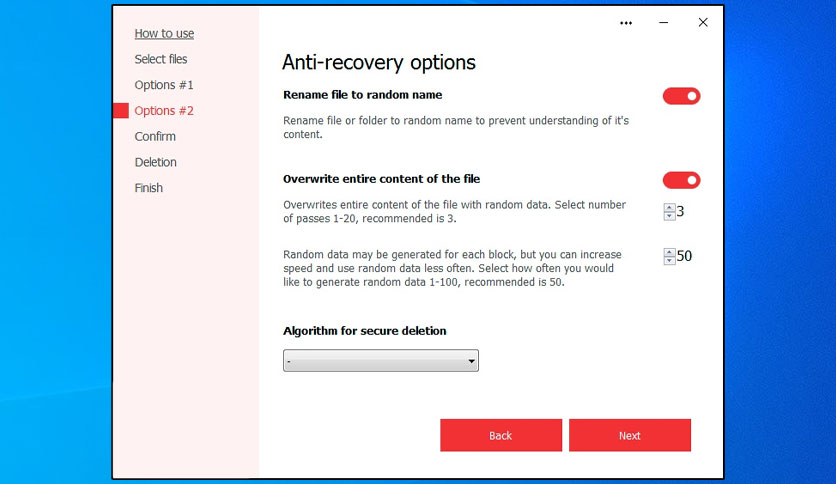 How to use
Select files
Options #1
Options #2
Confirm
Deletion
Finish
Anti-recovery options
Rename file to random name
Rename file or folder to random name to prevent understanding of it's
content.
Overwrite entire content of the file
Overwrites entire content of the file with random data. Select number
of passes 1-20, recommended is 3.
3
Random data may be generated for each block, but you can increase
speed and use random data less often. Select how often you would
like to generate random data 1-100, recommended is 50.
50
Algorithm for secure deletion
-
Back
Next